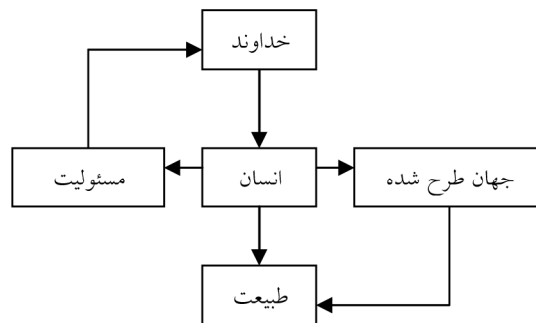 خداوند
جهان طرح شده
انسان
مسئولیت
طبیعت